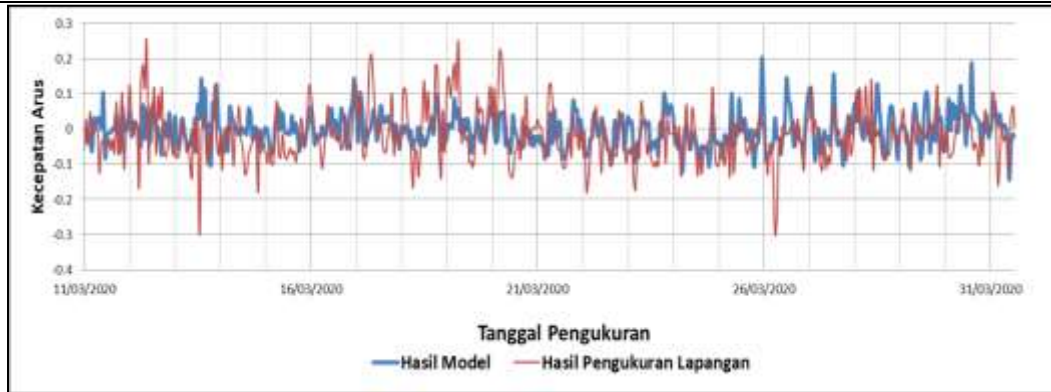 0.3
0.2
0.1
0
-0.1
-0.2
-0.3
-0.4
Kecepatan Arus
11/03/2020 16/03/2020 21/03/2020 26/03/2020 31/03/2020
Tanggal Pengukuran
Hasil Model Hasil Pengukuran Lapangan